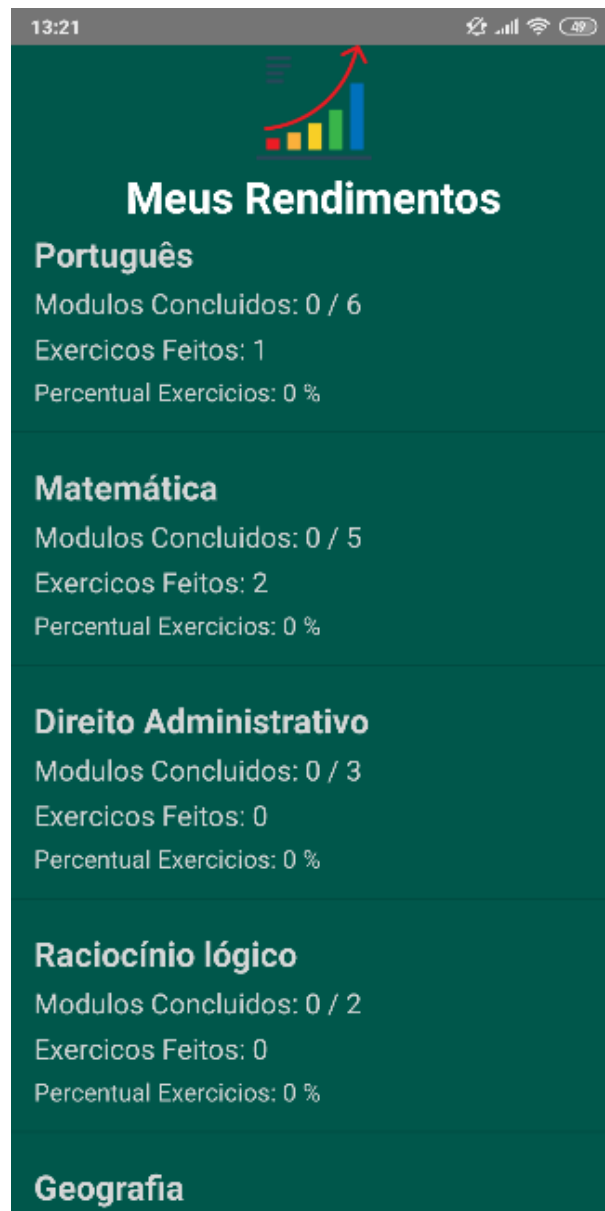 13:21
49
Meus Rendimentos
Português
Modulos Concluidos: 0 / 6
Exercicos Feitos: 1
Percentual Exercicios: 0 %
Matemática
Modulos Concluidos: 0 / 5
Exercicos Feitos: 2
Percentual Exercicios: 0 %
Direito Administrativo
Modulos Concluidos: 0 / 3
Exercicos Feitos: 0
Percentual Exercicios: 0 %
Raciocínio lógico
Modulos Concluidos: 0 / 2
Exercicos Feitos: 0
Percentual Exercicios: 0 %
Geografia